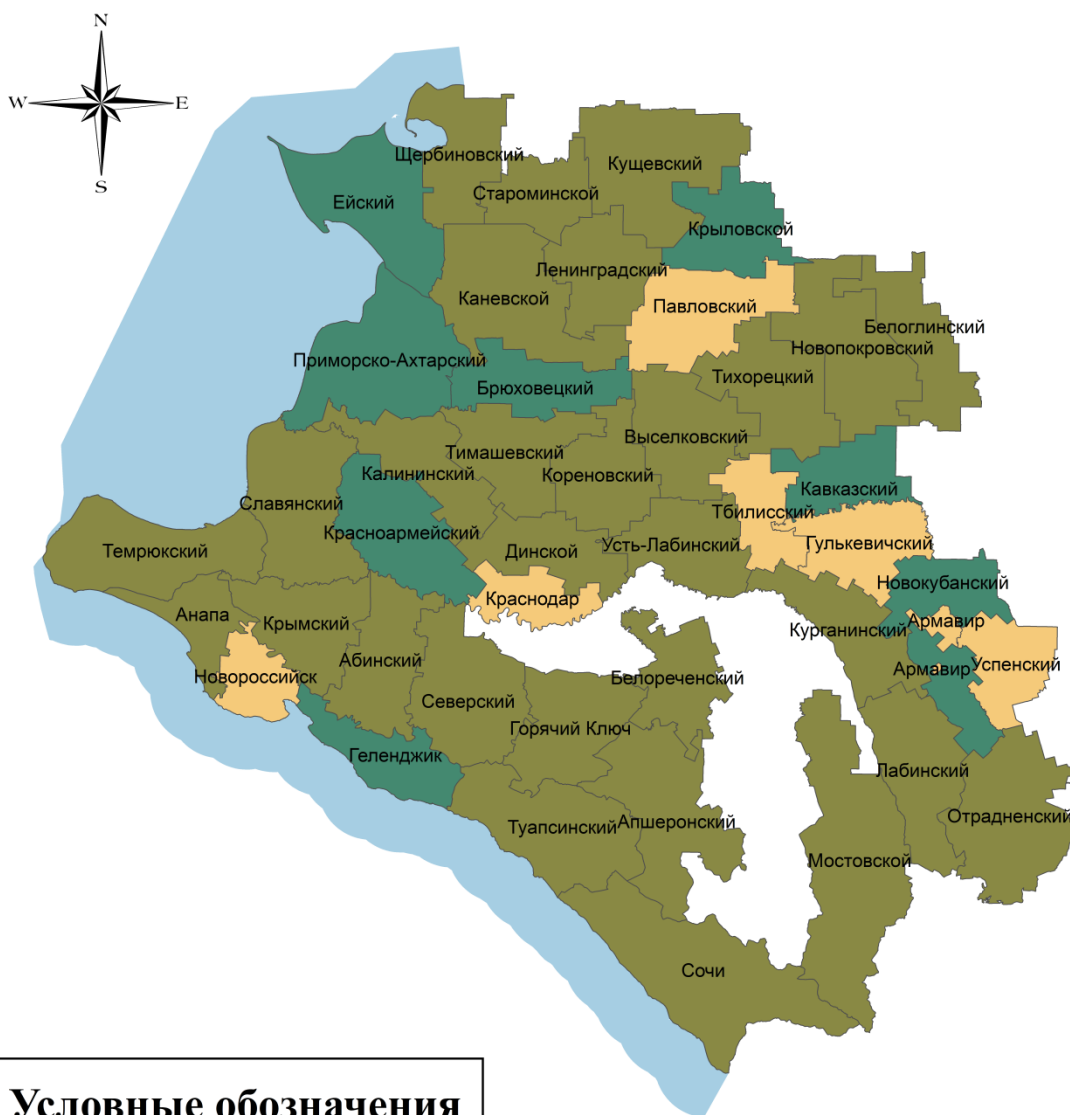 N
W E
S
Щербиновский
Кущевский
Староминской
Ейский
Крыловской
Ленинградский
Каневской
Павловский
Белоглинский
Новопокровский
Приморско-Ахтарский
Тихорецкий
Брюховецкий
Выселковский
Тимашевский
Калининский
Кореновский
Кавказский
Славянский
Тбилисский
Красноармейский
Усть-Лабинский
Гулькевичский
Динской
Темрюкский
Новокубанский
Краснодар
Анапа
Крымский
Армавир
Курганинский
Абинский
Успенский
Армавир
Новороссийск
Белореченский
Северский
Горячий Ключ
Геленджик
Лабинский
Отрадненский
Туапсинский
Апшеронский
Мостовской
Сочи
Условные обозначения